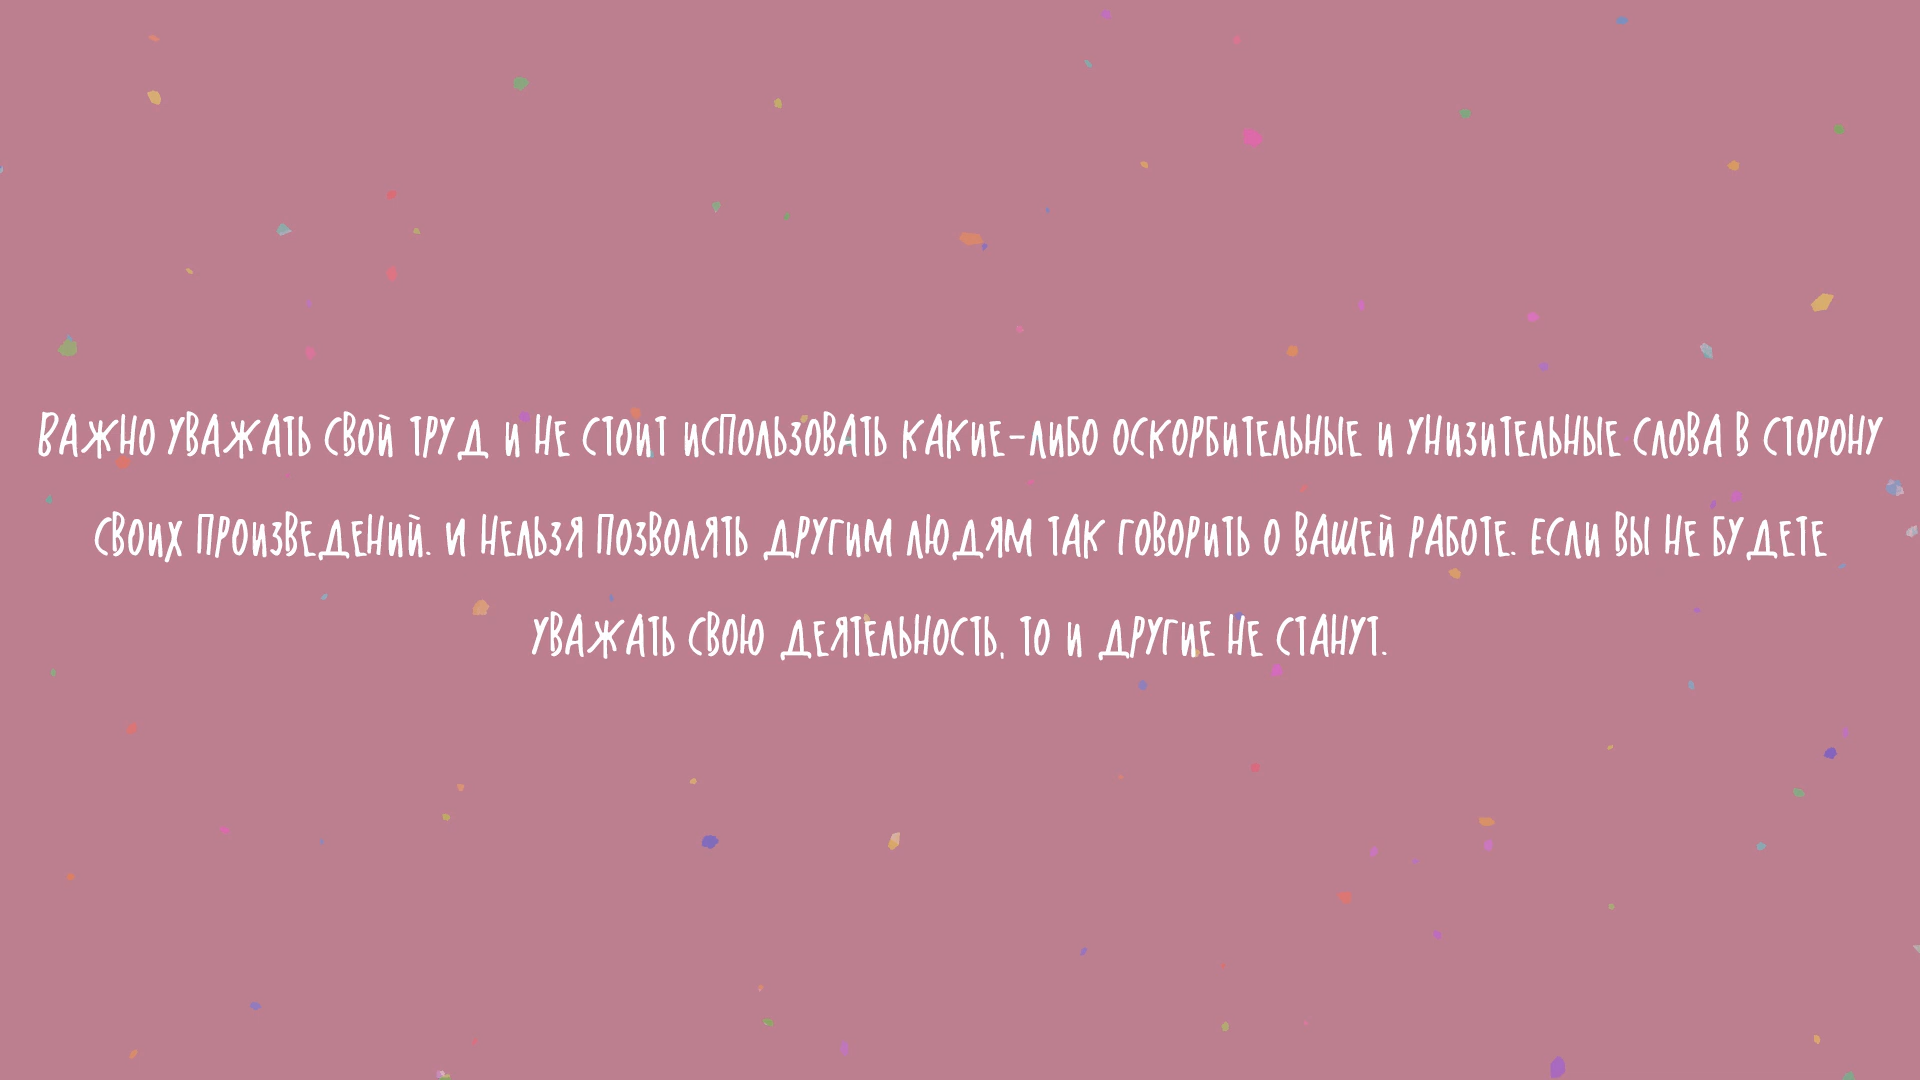 Важно уважать свой труд и не стоит использовать какие-либо оскорбительные и унизительные слова в сторону
своих произведений. И нельзя позволять другим людям так говорить о вашей работе. Если вы не будете
уважать свою деятельность, то и другие не станут.